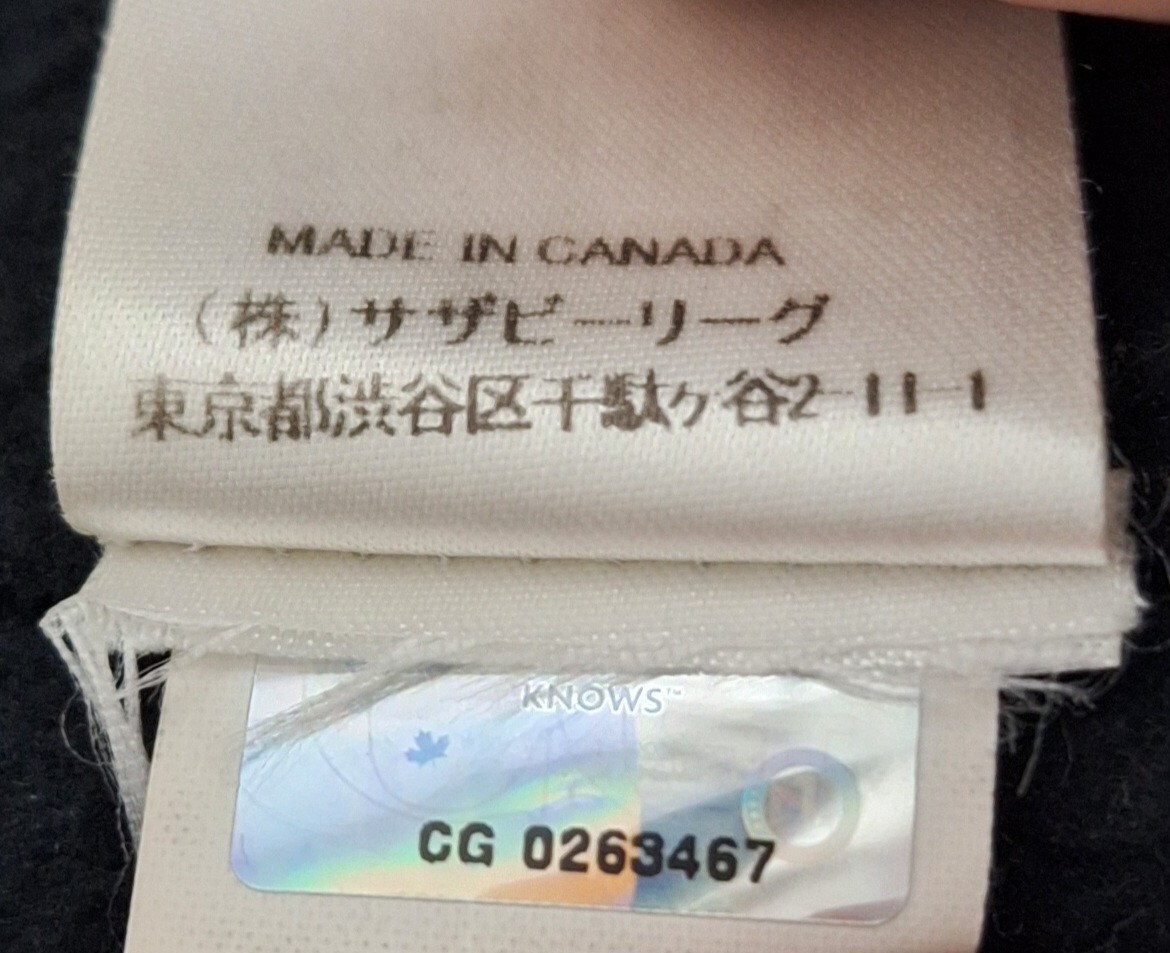 MADE IN CANADA
（株）サザビーリーグ
東京都渋谷区千駄ヶ谷2-11-1
KNOWS™
CG 0263467